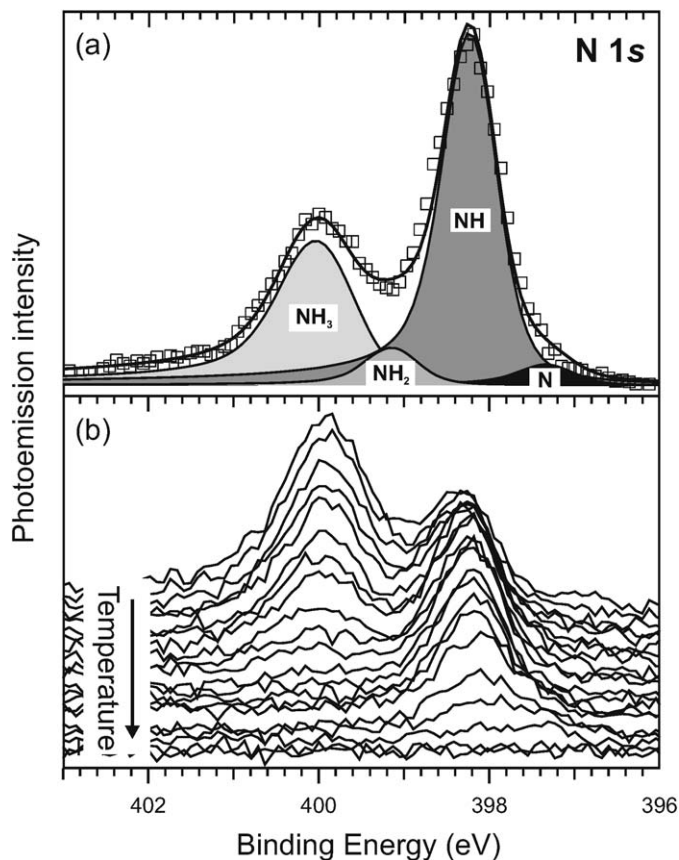 (a)
N 1s
NH
NH₃
NH₂
N
Photoemission intensity
(b)
Temperature
402
400
398
396
Binding Energy (eV)